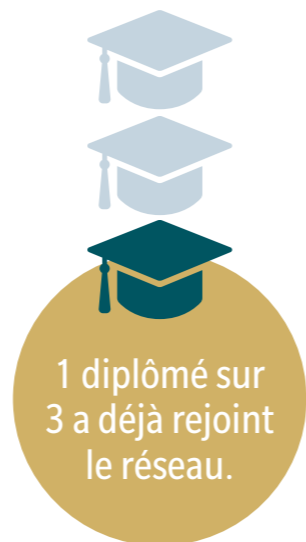 1 diplômé sur
3 a déjà rejoint
le réseau.